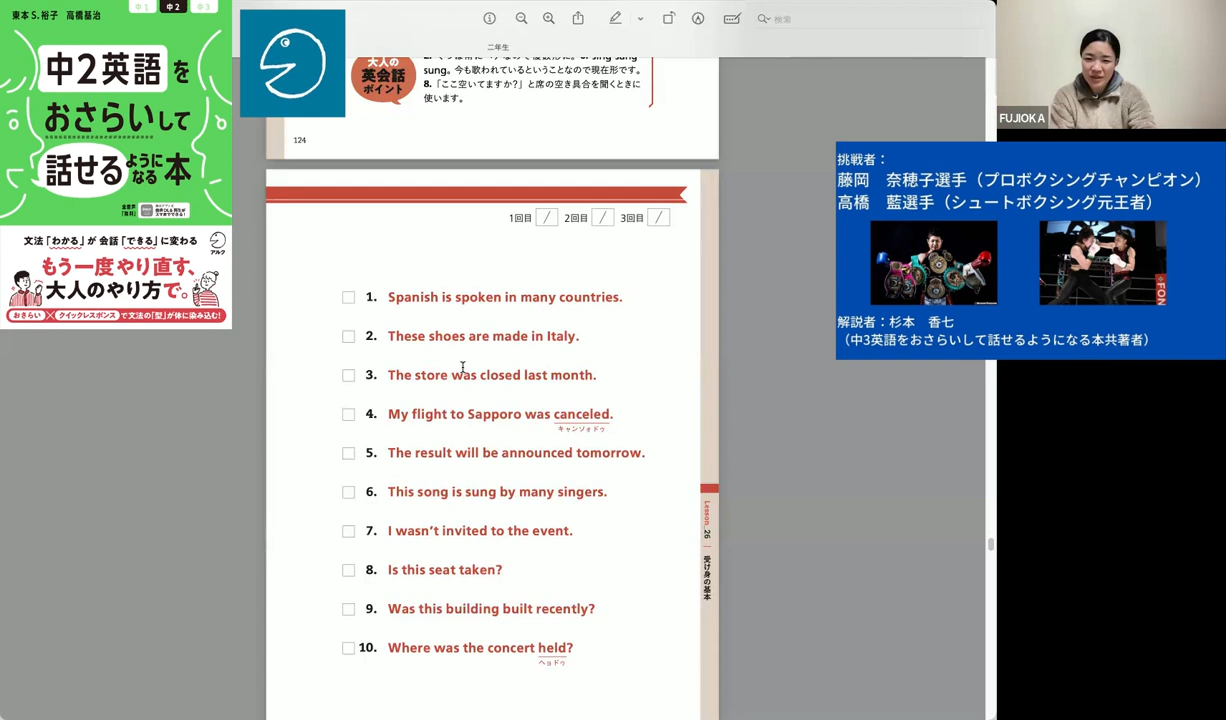 東本S.裕子 高橋基治
中1 中2 中3
中2英語を
おさらいして
話せるようになる本
文法「わかる」が会話「できる」に変わる
アルク
もう一度やり直す、
大人のやり方で。
おさらい×クイックレスポンスで文法の「型」が体に染み込む!
検索
二年生
大人の
英会話
ポイント
sung。今も歌われているということなので現在形です。
8.「ここ空いてますか?」と席の空き具合を聞くときに
使います。
124
1回目 / 2回目 / 3回目 /
1. Spanish is spoken in many countries.
2. These shoes are made in Italy.
3. The store was closed last month.
4. My flight to Sapporo was canceled.
キャンソォドゥ
5. The result will be announced tomorrow.
6. This song is sung by many singers.
7. I wasn't invited to the event.
8. Is this seat taken?
9. Was this building built recently?
10. Where was the concert held?
ヘョドゥ
Lesson_26 受け身の基本
FUJIOKA
挑戦者:
藤岡 奈穂子選手(プロボクシングチャンピオン)
高橋 藍選手(シュートボクシング元王者)
FON
解説者:杉本 香七
(中3英語をおさらいして話せるようになる本共著者)